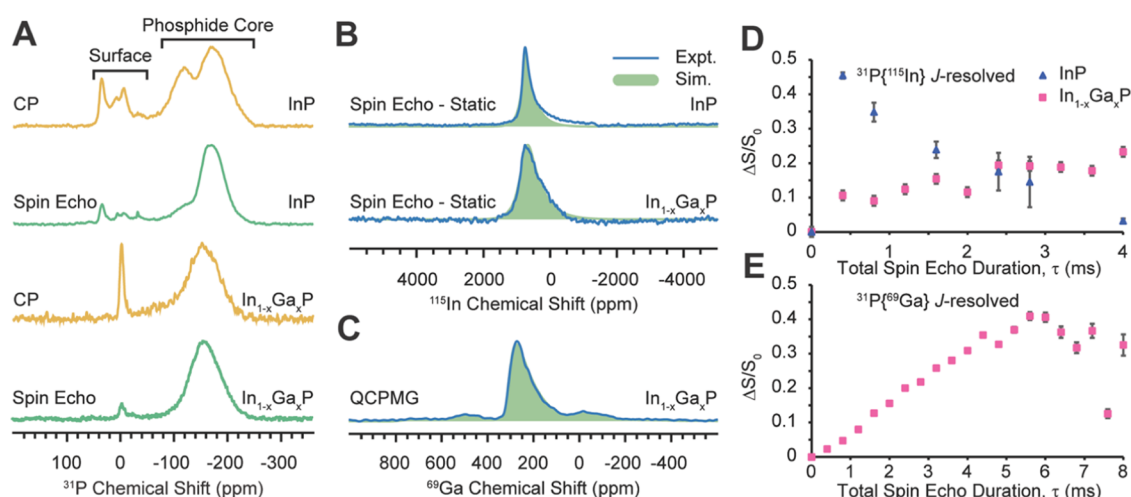 A
Phosphide Core
Surface
CP
InP
Spin Echo
InP
CP
In1-xGaxP
Spin Echo
In1-xGaxP
100 0 -100 -200 -300
31P Chemical Shift (ppm)
B
Expt.
Sim.
Spin Echo - Static
InP
Spin Echo - Static
In1-xGaxP
4000 2000 0 -2000 -4000
115In Chemical Shift (ppm)
C
QCPMG
In1-xGaxP
800 600 400 200 0 -200 -400
69Ga Chemical Shift (ppm)
D
0.5
0.4
0.3
0.2
0.1
0
ΔS/S0
31P{115In} J-resolved
InP
In1-xGaxP
0 1 2 3 4
Total Spin Echo Duration, τ (ms)
E
0.5
0.4
0.3
0.2
0.1
0
ΔS/S0
31P{69Ga} J-resolved
0 1 2 3 4 5 6 7 8
Total Spin Echo Duration, τ (ms)